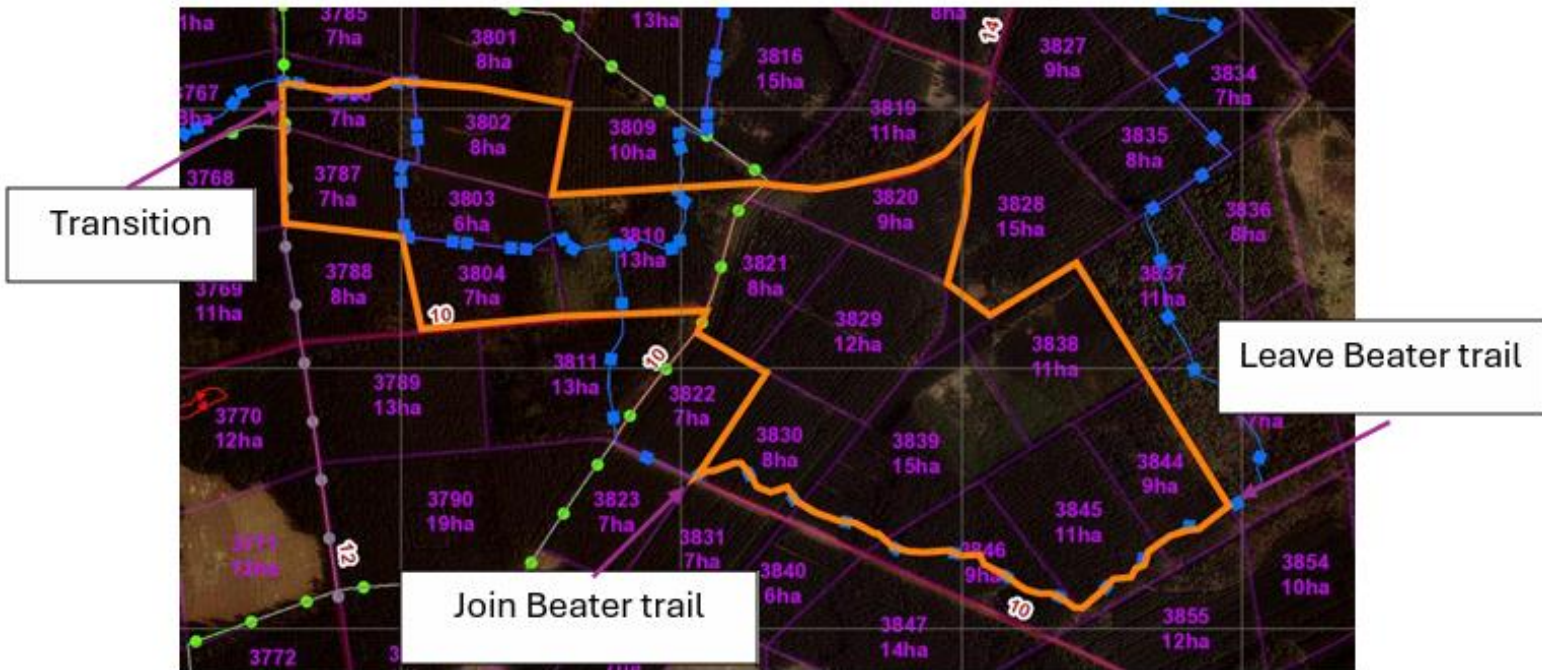 1ha
3785
7ha
3801
8ha
13ha
3816
15ha
8ha
14
3827
9ha
3834
7ha
7ha
3802
8ha
3809
10ha
3819
11ha
3835
8ha
3768
3787
7ha
3803
6ha
3820
9ha
3828
15ha
3836
8ha
Transition
3810
13ha
3788
8ha
3804
7ha
3821
8ha
3837
11ha
3769
11ha
10
3829
12ha
3838
11ha
Leave Beater trail
10
3811
13ha
3789
13ha
3822
7ha
3770
12ha
7ha
3830
8ha
3839
15ha
3844
9ha
3790
19ha
3823
7ha
3845
11ha
3831
7ha
12
9ha
3854
10ha
3840
6ha
Join Beater trail
10
3855
12ha
3847
14ha
3772